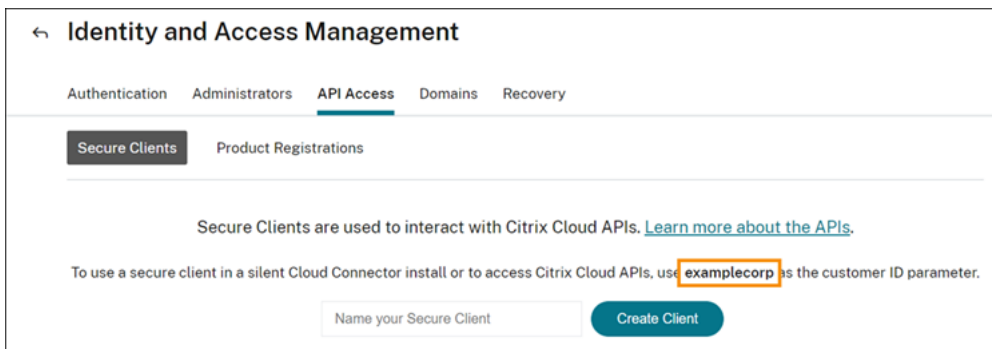 Identity and Access Management
Authentication Administrators API Access Domains Recovery
Secure Clients Product Registrations
Secure Clients are used to interact with Citrix Cloud APIs. Learn more about the APIs.
To use a secure client in a silent Cloud Connector install or to access Citrix Cloud APIs, use examplecorp as the customer ID parameter.
Name your Secure Client Create Client